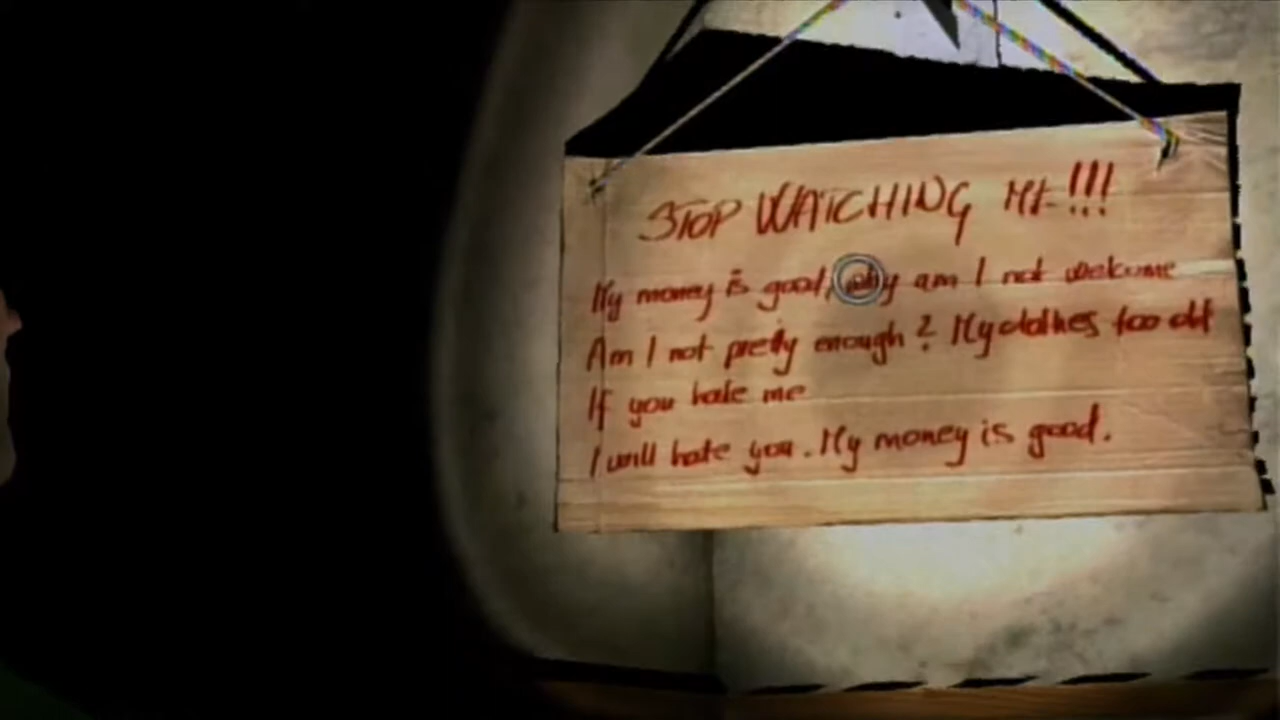 STOP WATCHING ME!!!
My money is good, why am I not welcome
Am I not pretty enough? My clothes too old
If you hate me
I will hate you. My money is good.